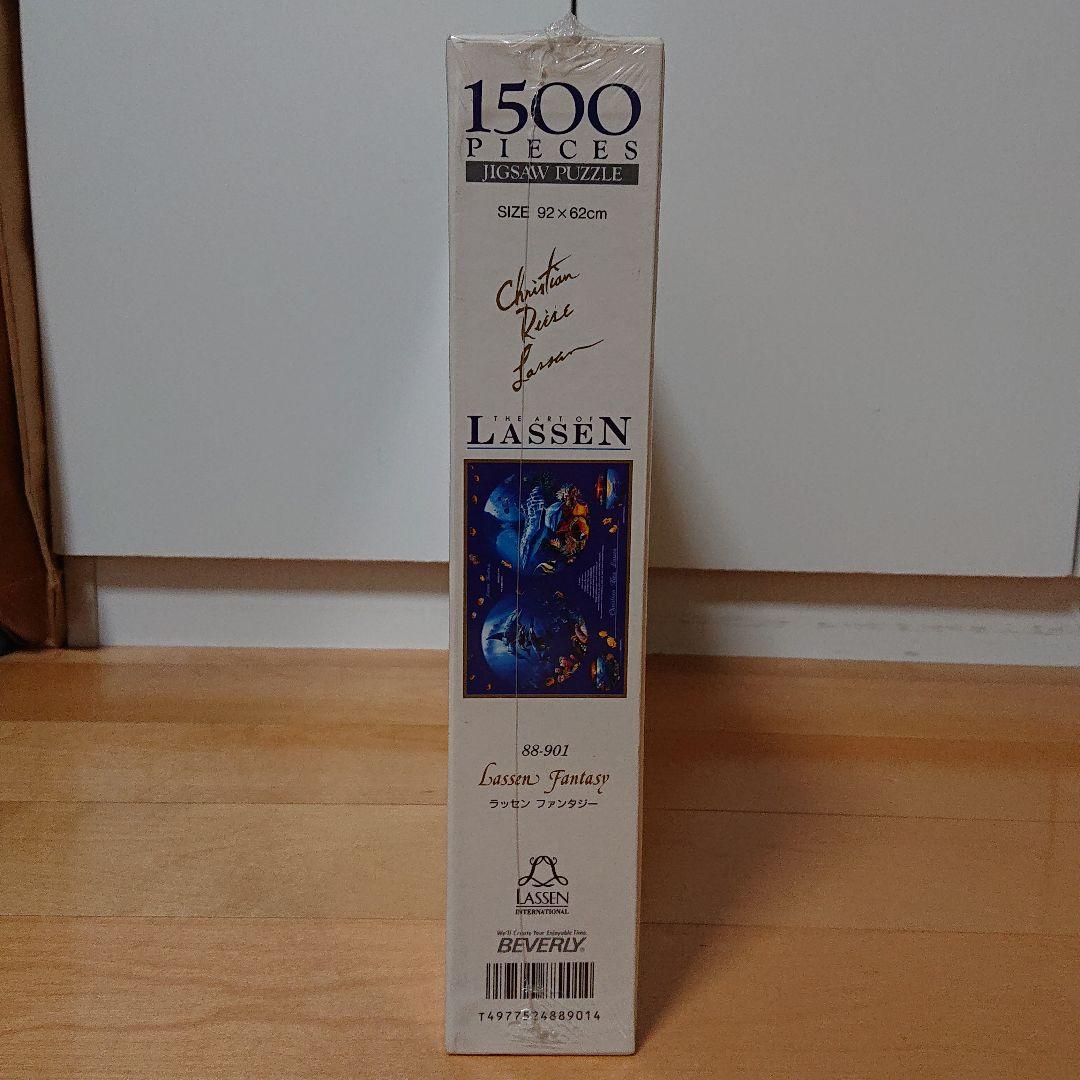 1500
PIECES
JIGSAW PUZZLE
SIZE 92×62cm
Christian
Riese
Lassen
THE ART OF
LASSEN
88-901
Lassen Fantasy
ラッセン ファンタジー
LASSEN
INTERNATIONAL
We'll Create Your Enjoyable Time.
BEVERLY
T4977524889014